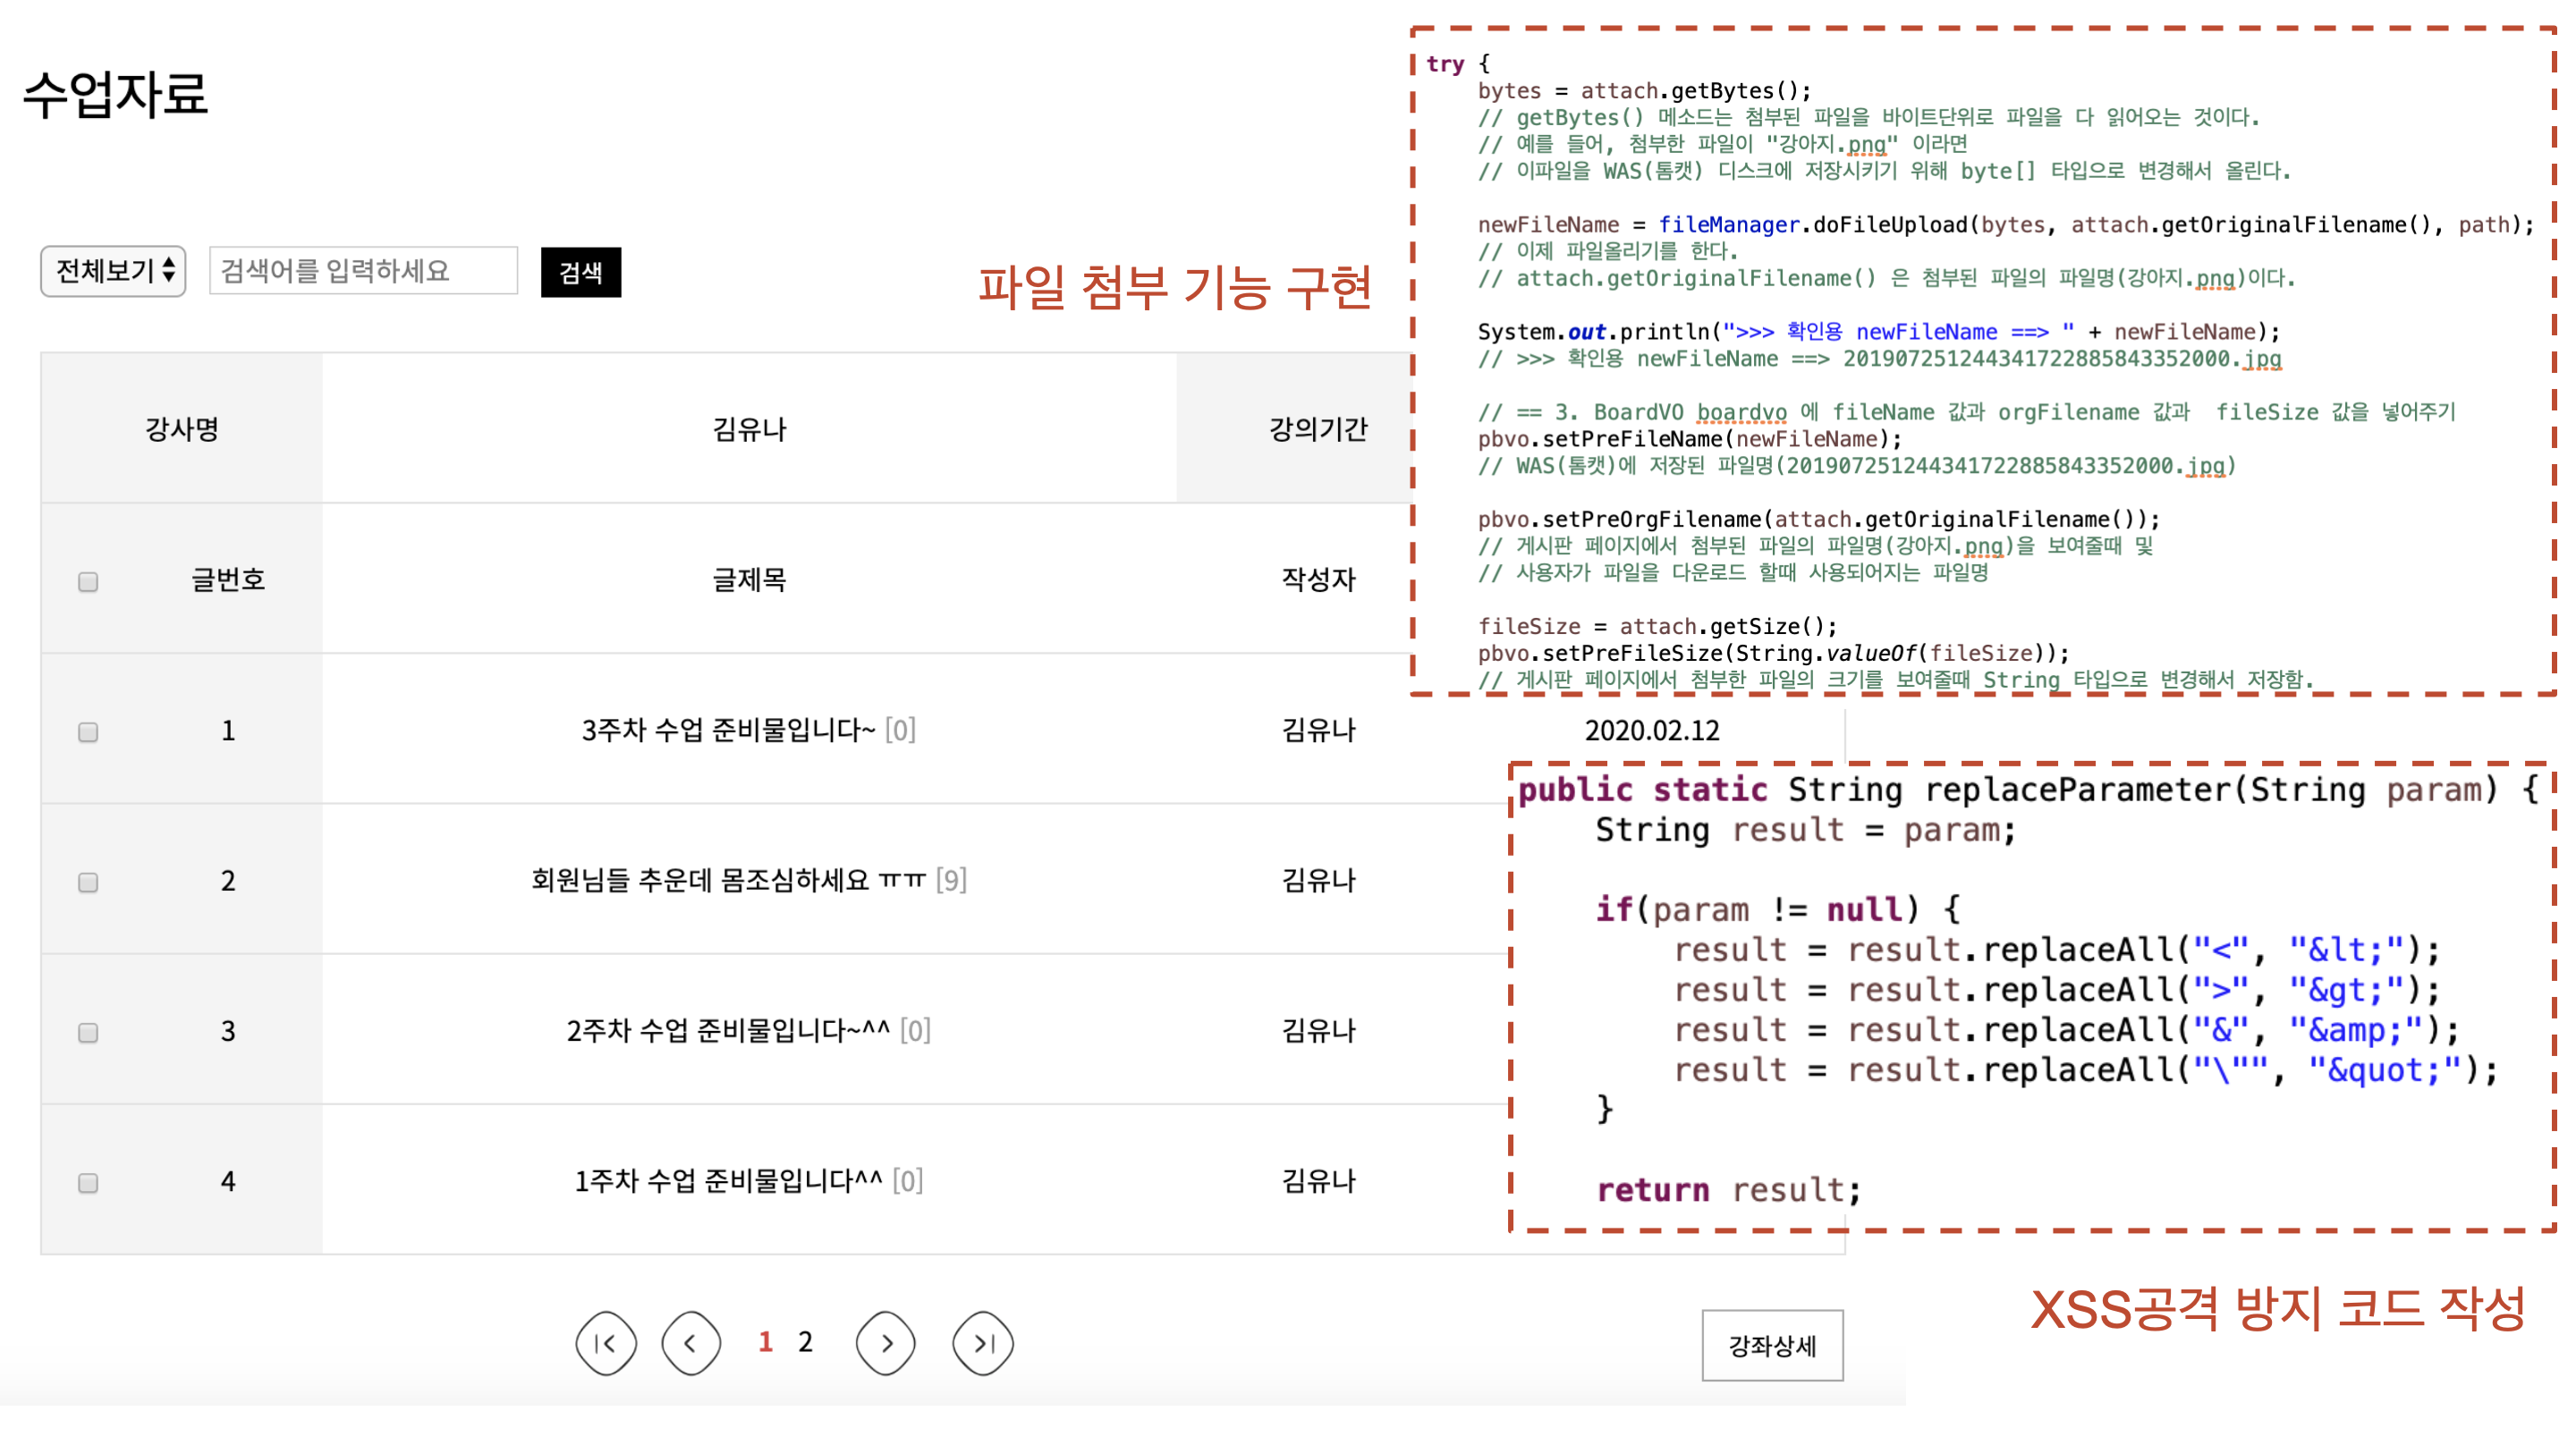 수업자료
전체보기
검색어를 입력하세요
검색
파일 첨부 기능 구현
강사명 김유나 강의기간
글번호 글제목 작성자
1 3주차 수업 준비물입니다~ [0] 김유나 2020.02.12
2 회원님들 추운데 몸조심하세요 ㅠㅠ [9] 김유나
3 2주차 수업 준비물입니다~^^ [0] 김유나
4 1주차 수업 준비물입니다^^ [0] 김유나
1 2
강좌상세
try {
bytes = attach.getBytes();
// getBytes() 메소드는 첨부된 파일을 바이트단위로 파일을 다 읽어오는 것이다.
// 예를 들어, 첨부한 파일이 "강아지.png" 이라면
// 이파일을 WAS(톰캣) 디스크에 저장시키기 위해 byte[] 타입으로 변경해서 올린다.
newFileName = fileManager.doFileUpload(bytes, attach.getOriginalFilename(), path);
// 이제 파일올리기를 한다.
// attach.getOriginalFilename() 은 첨부된 파일의 파일명(강아지.png)이다.
System.out.println(">>> 확인용 newFileName ==> " + newFileName);
// >>> 확인용 newFileName ==> 2019072512443417228858433520​00.jpg
// == 3. BoardVO boardvo 에 fileName 값과 orgFilename 값과  fileSize 값을 넣어주기
pbvo.setPreFileName(newFileName);
// WAS(톰캣)에 저장된 파일명(201907251244341722885843352000.jpg)
pbvo.setPreOrgFilename(attach.getOriginalFilename());
// 게시판 페이지에서 첨부된 파일의 파일명(강아지.png)을 보여줄때 및
// 사용자가 파일을 다운로드 할때 사용되어지는 파일명
fileSize = attach.getSize();
pbvo.setPreFileSize(String.valueOf(fileSize));
// 게시판 페이지에서 첨부한 파일의 크기를 보여줄때 String 타입으로 변경해서 저장함.
public static String replaceParameter(String param) {
String result = param;
if(param != null) {
result = result.replaceAll("<", "&lt;");
result = result.replaceAll(">", "&gt;");
result = result.replaceAll("&", "&amp;");
result = result.replaceAll("\"", "&quot;");
}
return result;
XSS공격 방지 코드 작성